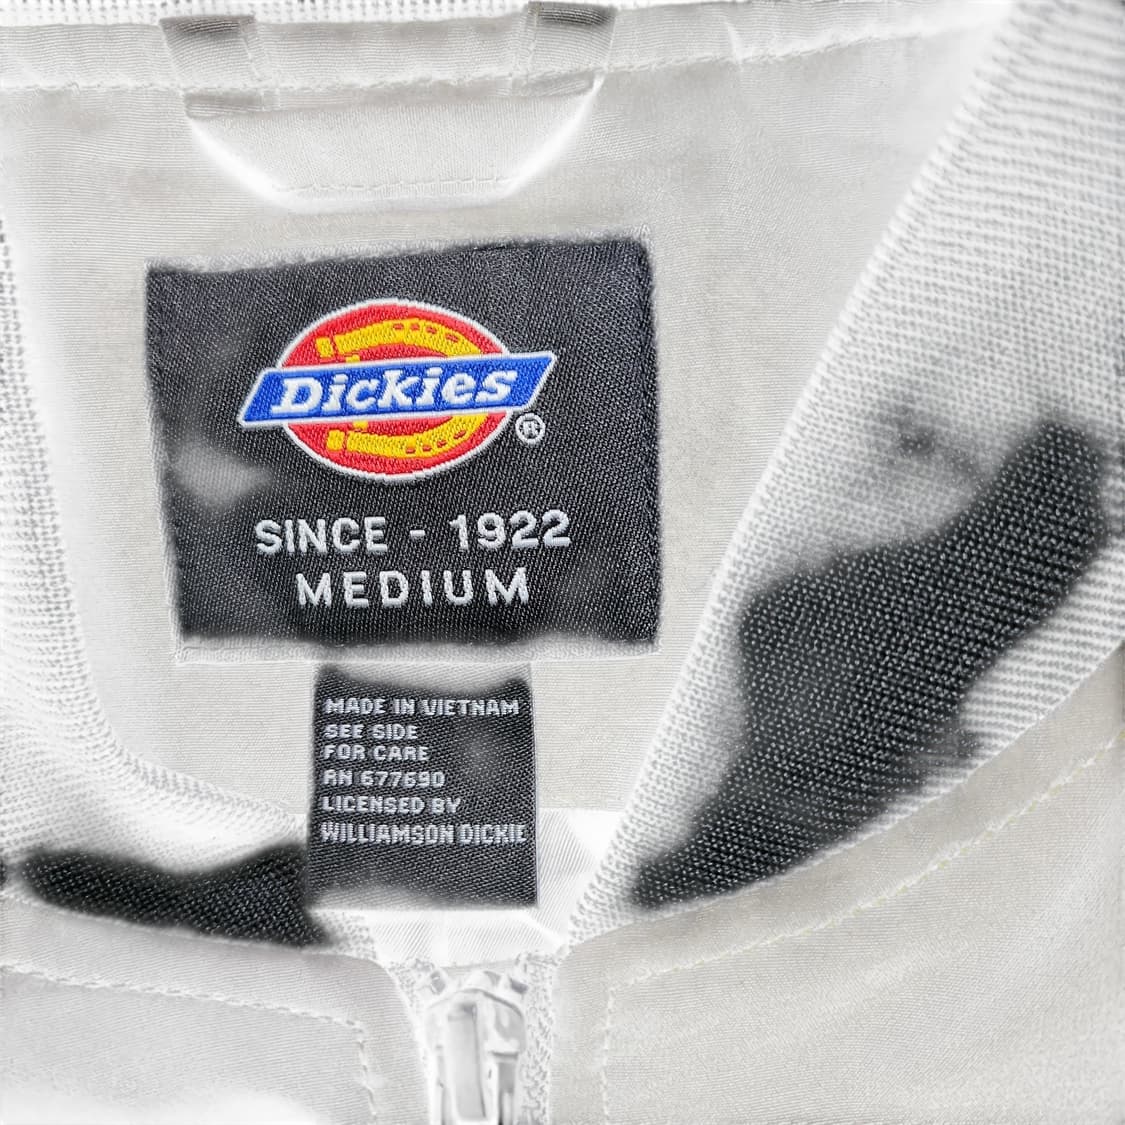 Dickies®
SINCE - 1922
MEDIUM
MADE IN VIETNAM
SEE SIDE
FOR CARE
RN 677690
LICENSED BY
WILLIAMSON DICKIE